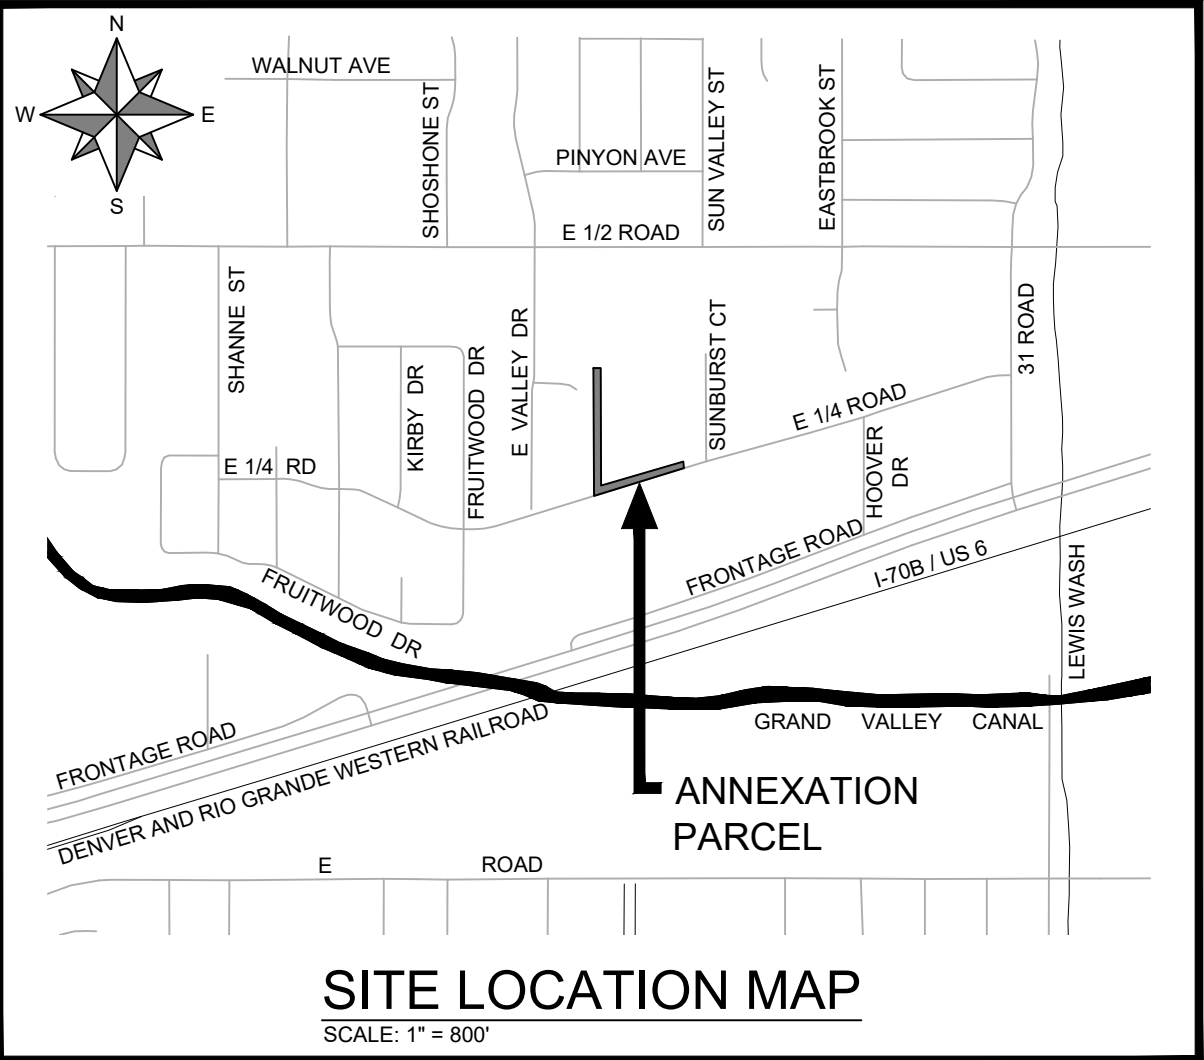 N
W E
S
WALNUT AVE
SHOSHONE ST
PINYON AVE
SUN VALLEY ST
EASTBROOK ST
E 1/2 ROAD
SHANNE ST
KIRBY DR
FRUITWOOD DR
E VALLEY DR
SUNBURST CT
31 ROAD
E 1/4 ROAD
E 1/4 RD
HOOVER
DR
FRUITWOOD DR
FRONTAGE ROAD
I-70B / US 6
LEWIS WASH
GRAND VALLEY CANAL
FRONTAGE ROAD
DENVER AND RIO GRANDE WESTERN RAILROAD
ANNEXATION
PARCEL
E ROAD
SITE LOCATION MAP
SCALE: 1" = 800'